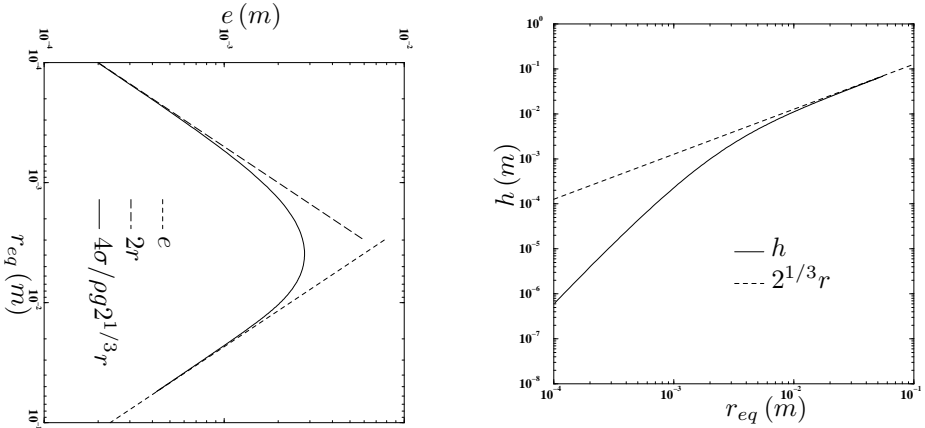 e (m)
10⁻⁴ 10⁻³ 10⁻²
10⁻⁴
10⁻³
10⁻²
10⁻¹
r_eq (m)
e
2r
4σ/ρg2^{1/3}r
10⁰
10⁻¹
10⁻²
10⁻³
10⁻⁴
10⁻⁵
10⁻⁶
10⁻⁷
10⁻⁸
h (m)
h
2^{1/3}r
10⁻⁴ 10⁻³ 10⁻² 10⁻¹
r_eq (m)